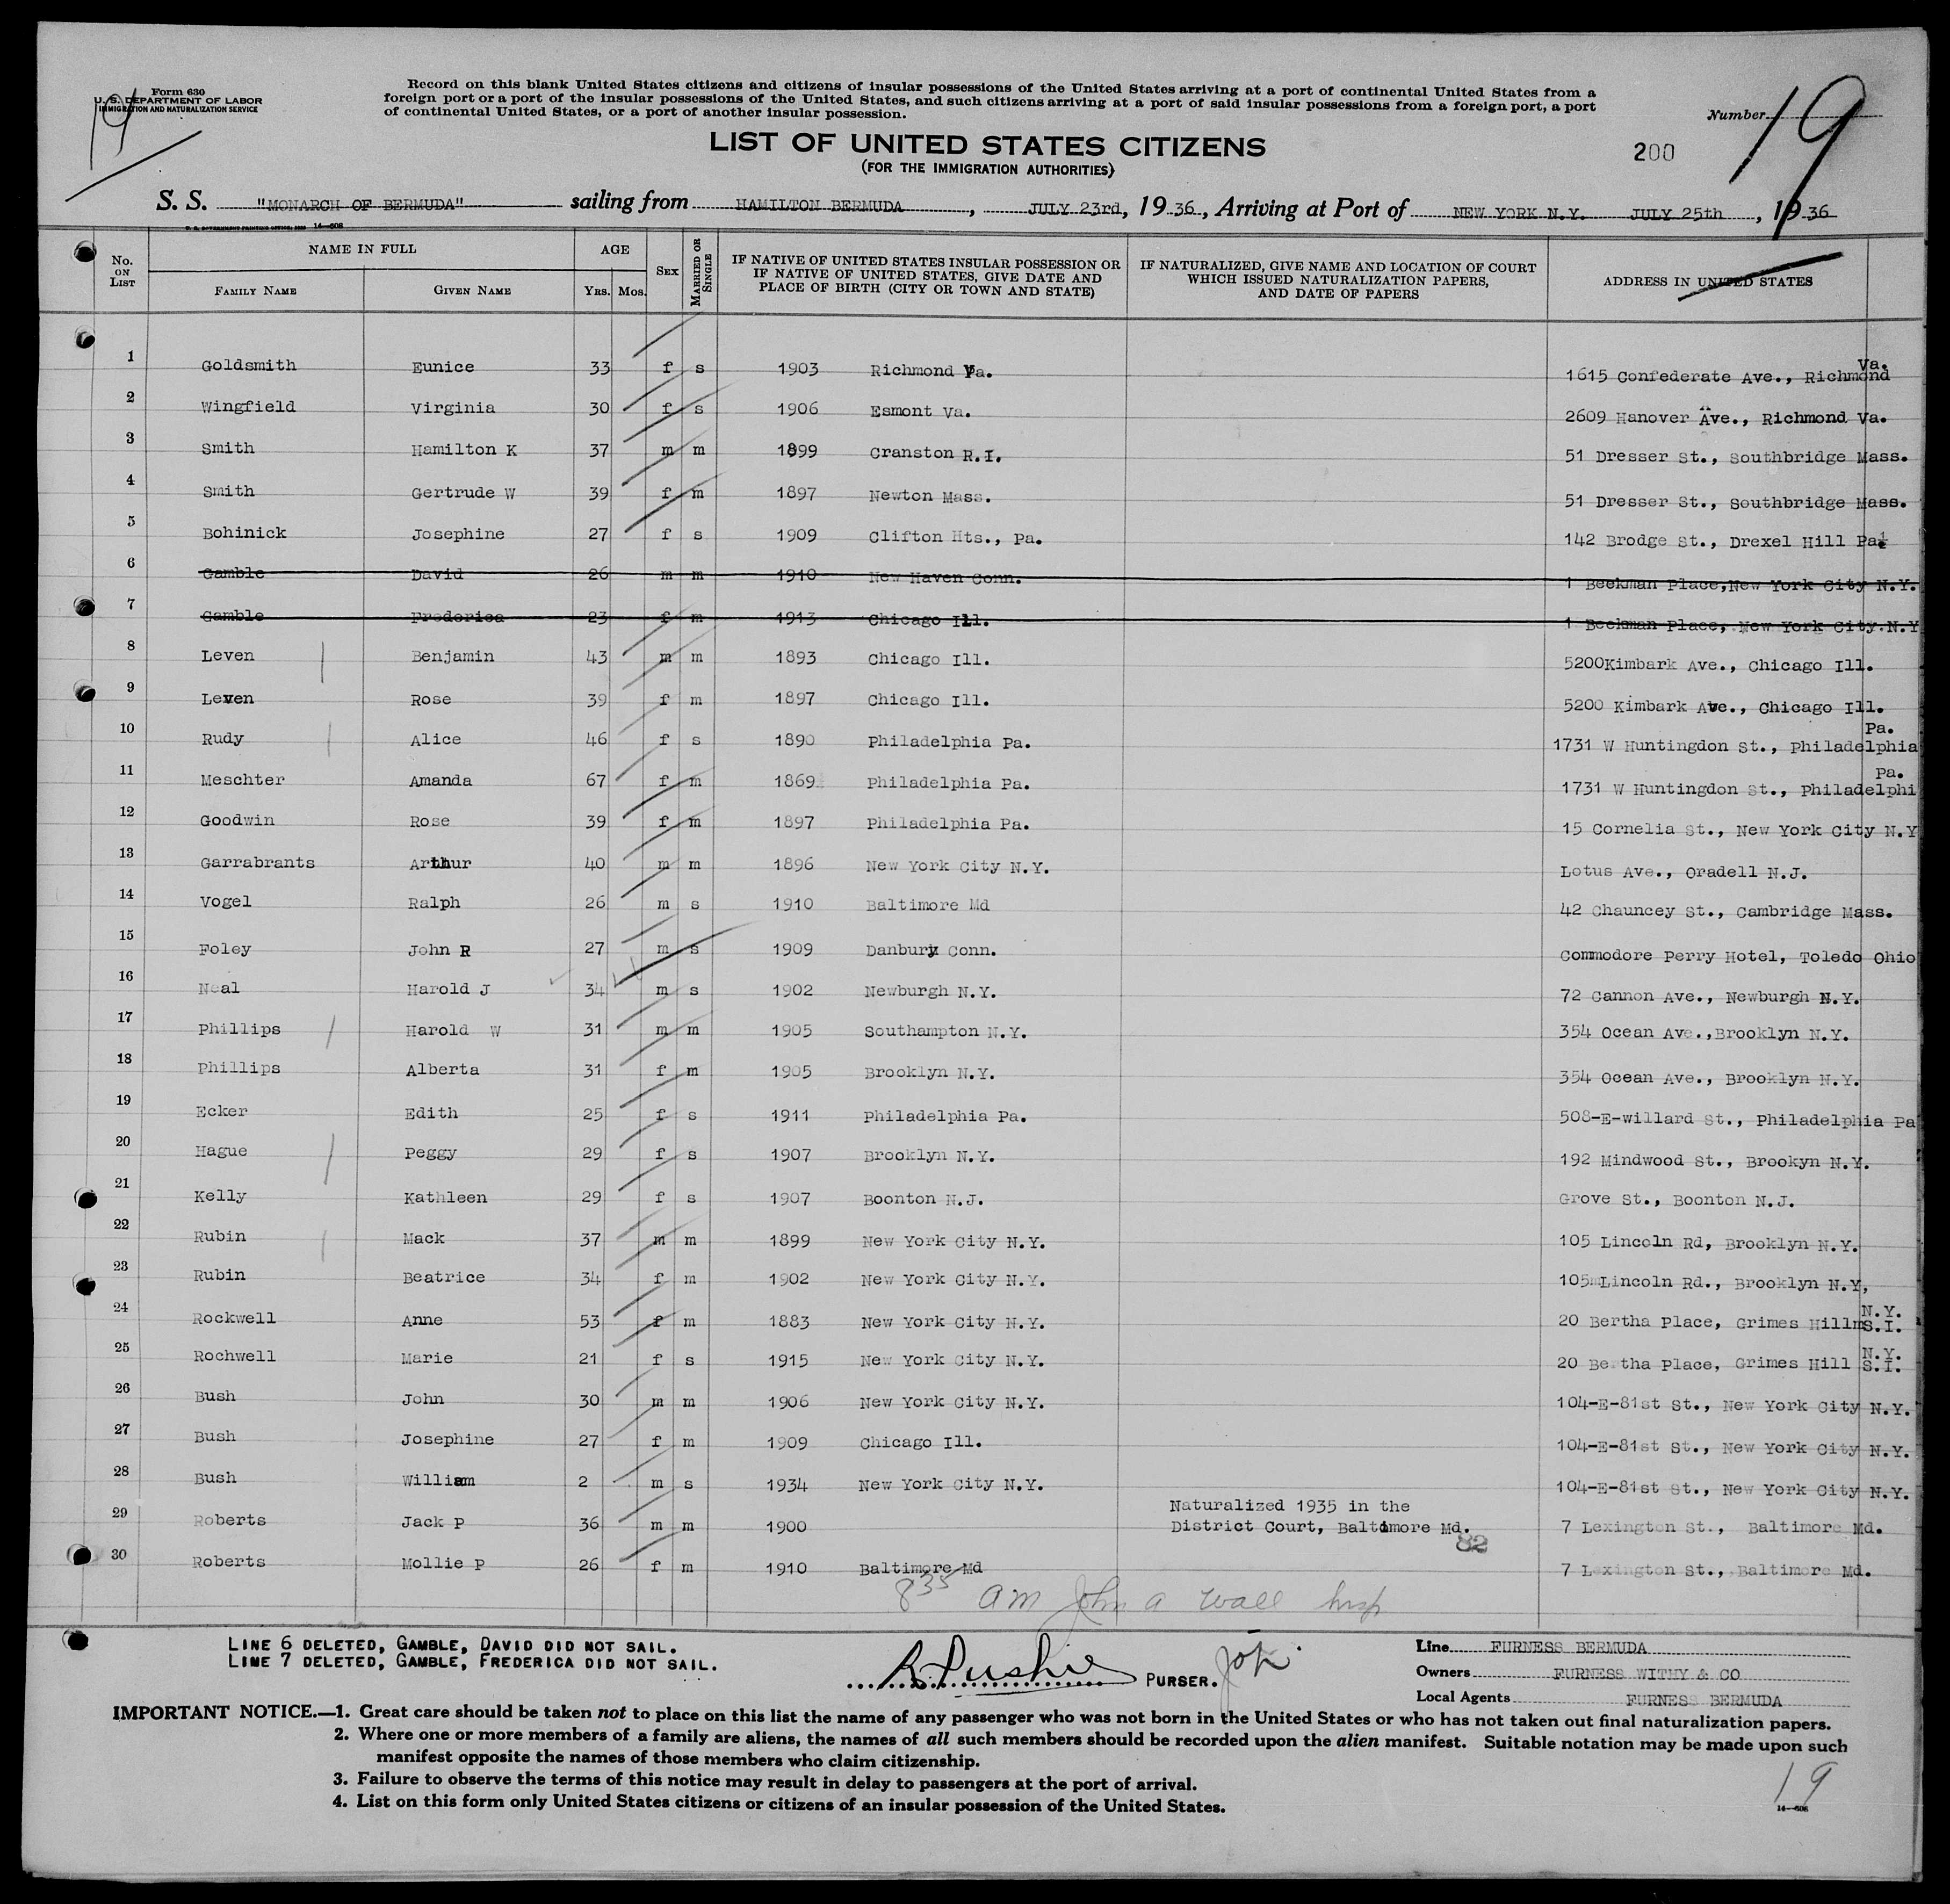 Form 630
U. S. DEPARTMENT OF LABOR
IMMIGRATION AND NATURALIZATION SERVICE
19
Record on this blank United States citizens and citizens of insular possessions of the United States arriving at a port of continental United States from a
foreign port or a port of the insular possessions of the United States, and such citizens arriving at a port of said insular possessions from a foreign port, a port
of continental United States, or a port of another insular possession.
Number 19
LIST OF UNITED STATES CITIZENS
(FOR THE IMMIGRATION AUTHORITIES)
200
S. S. "MONARCH OF BERMUDA" sailing from HAMILTON BERMUDA, JULY 23rd, 1936, Arriving at Port of NEW YORK N.Y. JULY 25th, 1936
U. S. GOVERNMENT PRINTING OFFICE: 14—608
No. ON LIST NAME IN FULL AGE SEX MARRIED OR SINGLE IF NATIVE OF UNITED STATES INSULAR POSSESSION OR IF NATIVE OF UNITED STATES, GIVE DATE AND PLACE OF BIRTH (CITY OR TOWN AND STATE) IF NATURALIZED, GIVE NAME AND LOCATION OF COURT WHICH ISSUED NATURALIZATION PAPERS, AND DATE OF PAPERS ADDRESS IN UNITED STATES
FAMILY NAME GIVEN NAME YRS. MOS.
1 Goldsmith Eunice 33 f s 1903 Richmond Va. 1615 Confederate Ave., Richmond Va.
2 Wingfield Virginia 30 f s 1906 Esmont Va. 2609 Hanover Ave., Richmond Va.
3 Smith Hamilton K 37 m m 1899 Cranston R.I. 51 Dresser St., Southbridge Mass.
4 Smith Gertrude W 39 f m 1897 Newton Mass. 51 Dresser St., Southbridge Mass.
5 Bohinick Josephine 27 f s 1909 Clifton Hts., Pa. 142 Brodge St., Drexel Hill Pa.
6 Gamble David 26 m m 1910 New Haven Conn. 1 Beekman Place,New York City N.Y.
7 Gamble Frederica 23 f m 1913 Chicago Ill. 1 Beekman Place, New York City.N.Y
8 Leven Benjamin 43 m m 1893 Chicago Ill. 5200Kimbark Ave., Chicago Ill.
9 Leven Rose 39 f m 1897 Chicago Ill. 5200 Kimbark Ave., Chicago Ill.
10 Rudy Alice 46 f s 1890 Philadelphia Pa. 1731 W Huntingdon St., Philadelphia Pa.
11 Meschter Amanda 67 f m 1869 Philadelphia Pa. 1731 W Huntingdon St., Philadelphi Pa.
12 Goodwin Rose 39 f m 1897 Philadelphia Pa. 15 Cornelia St., New York City N.Y
13 Garrabrants Arthur 40 m m 1896 New York City N.Y. Lotus Ave., Oradell N.J.
14 Vogel Ralph 26 m s 1910 Baltimore Md 42 Chauncey St., Cambridge Mass.
15 Foley John R 27 m s 1909 Danbury Conn. Commodore Perry Hotel, Toledo Ohio
16 Neal Harold J 34 m s 1902 Newburgh N.Y. 72 Cannon Ave., Newburgh N.Y.
17 Phillips Harold W 31 m m 1905 Southampton N.Y. 354 Ocean Ave.,Brooklyn N.Y.
18 Phillips Alberta 31 f m 1905 Brooklyn N.Y. 354 Ocean Ave., Brooklyn N.Y.
19 Ecker Edith 25 f s 1911 Philadelphia Pa. 508-E-willard St., Philadelphia Pa
20 Hague Peggy 29 f s 1907 Brooklyn N.Y. 192 Mindwood St., Brookyn N.Y.
21 Kelly Kathleen 29 f s 1907 Boonton N.J. Grove St., Boonton N.J.
22 Rubin Mack 37 m m 1899 New York City N.Y. 105 Lincoln Rd, Brooklyn N.Y.
23 Rubin Beatrice 34 f m 1902 New York City N.Y. 105mLincoln Rd., Brooklyn N.Y,
24 Rockwell Anne 53 f m 1883 New York City N.Y. 20 Bertha Place, Grimes Hill S.I. N.Y.
25 Rochwell Marie 21 f s 1915 New York City N.Y. 20 Be tha Place, Grimes Hill S.I. N.Y.
26 Bush John 30 m m 1906 New York City N.Y. 104-E-81st St., New York City N.Y.
27 Bush Josephine 27 f m 1909 Chicago Ill. 104-E-81st St., New York City N.Y.
28 Bush William 2 m s 1934 New York City N.Y. 104-E-81st St., New York City N.Y.
29 Roberts Jack P 36 m m 1900 Naturalized 1935 in the District Court, Baltimore Md. 7 Lexington St., Baltimore Md.
82
30 Roberts Mollie P 26 f m 1910 Baltimore Md 7 Lexington St., Baltimore Md.
835 am John a Wall Insp
LINE 6 DELETED, GAMBLE, DAVID DID NOT SAIL.
LINE 7 DELETED, GAMBLE, FREDERICA DID NOT SAIL.
PURSER.
Line FURNESS BERMUDA
Owners FURNESS WITHY & CO
Local Agents FURNESS BERMUDA
IMPORTANT NOTICE.—1. Great care should be taken not to place on this list the name of any passenger who was not born in the United States or who has not taken out final naturalization papers.
2. Where one or more members of a family are aliens, the names of all such members should be recorded upon the alien manifest. Suitable notation may be made upon such
manifest opposite the names of those members who claim citizenship.
3. Failure to observe the terms of this notice may result in delay to passengers at the port of arrival.
4. List on this form only United States citizens or citizens of an insular possession of the United States.
19
14—608